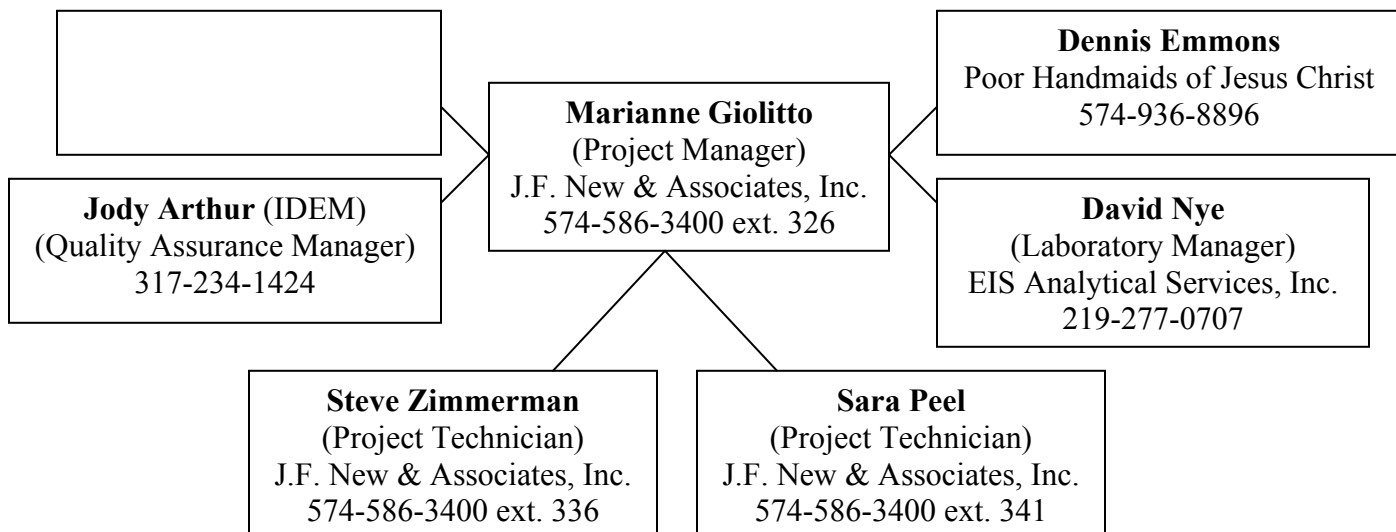 Dennis Emmons
Poor Handmaids of Jesus Christ
574-936-8896
Marianne Giolitto
(Project Manager)
J.F. New & Associates, Inc.
574-586-3400 ext. 326
Jody Arthur (IDEM)
(Quality Assurance Manager)
317-234-1424
David Nye
(Laboratory Manager)
EIS Analytical Services, Inc.
219-277-0707
Steve Zimmerman
(Project Technician)
J.F. New & Associates, Inc.
574-586-3400 ext. 336
Sara Peel
(Project Technician)
J.F. New & Associates, Inc.
574-586-3400 ext. 341